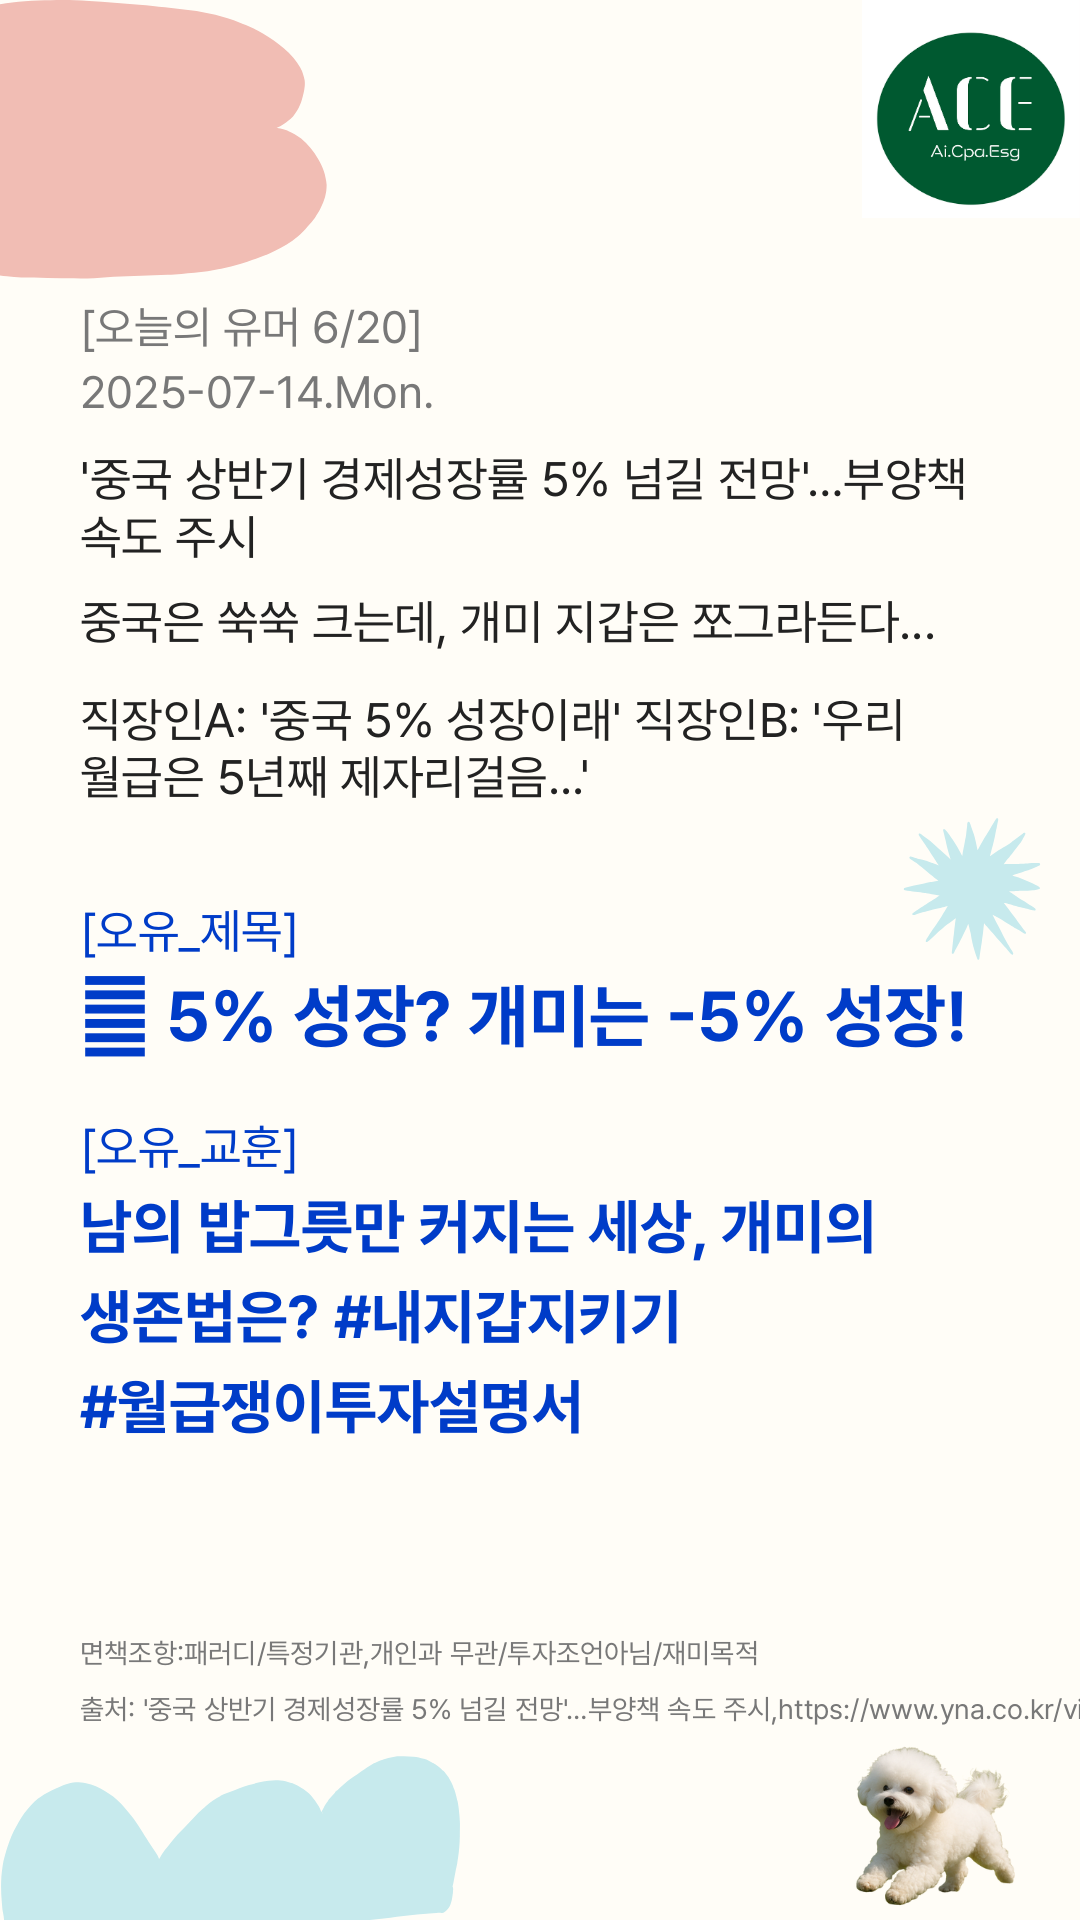 ACE
Ai.Cpa.Esg
[오늘의 유머 6/20]
2025-07-14.Mon.
'중국 상반기 경제성장률 5% 넘길 전망'...부양책
속도 주시
중국은 쑥쑥 크는데, 개미 지갑은 쪼그라든다...
직장인A: '중국 5% 성장이래' 직장인B: '우리
월급은 5년째 제자리걸음...'
[오유_제목]
5% 성장? 개미는 -5% 성장!
[오유_교훈]
남의 밥그릇만 커지는 세상, 개미의
생존법은? #내지갑지키기
#월급쟁이투자설명서
면책조항:패러디/특정기관,개인과 무관/투자조언아님/재미목적
출처: '중국 상반기 경제성장률 5% 넘길 전망'...부양책 속도 주시,https://www.yna.co.kr/vi